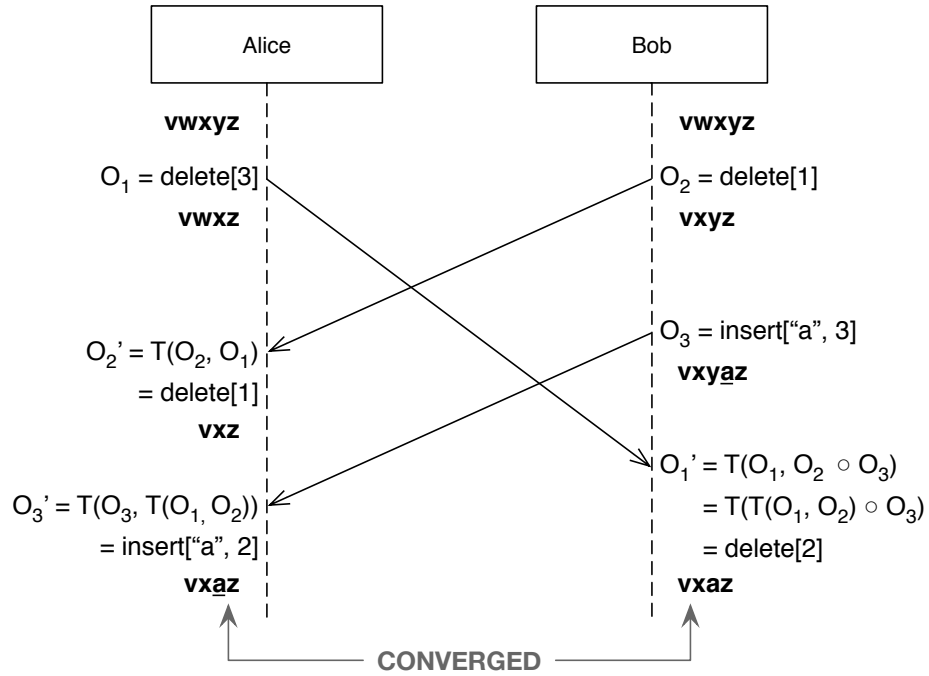 Alice
Bob
vwxyz
vwxyz
O₁ = delete[3]
O₂ = delete[1]
vwxz
vxyz
O₃ = insert[“a”, 3]
O₂’ = T(O₂, O₁)
= delete[1]
vxyaz
vxz
O₁’ = T(O₁, O₂ ○ O₃)
= T(T(O₁, O₂) ○ O₃)
= delete[2]
O₃’ = T(O₃, T(O₁, O₂))
= insert[“a”, 2]
vxaz
vxaz
CONVERGED